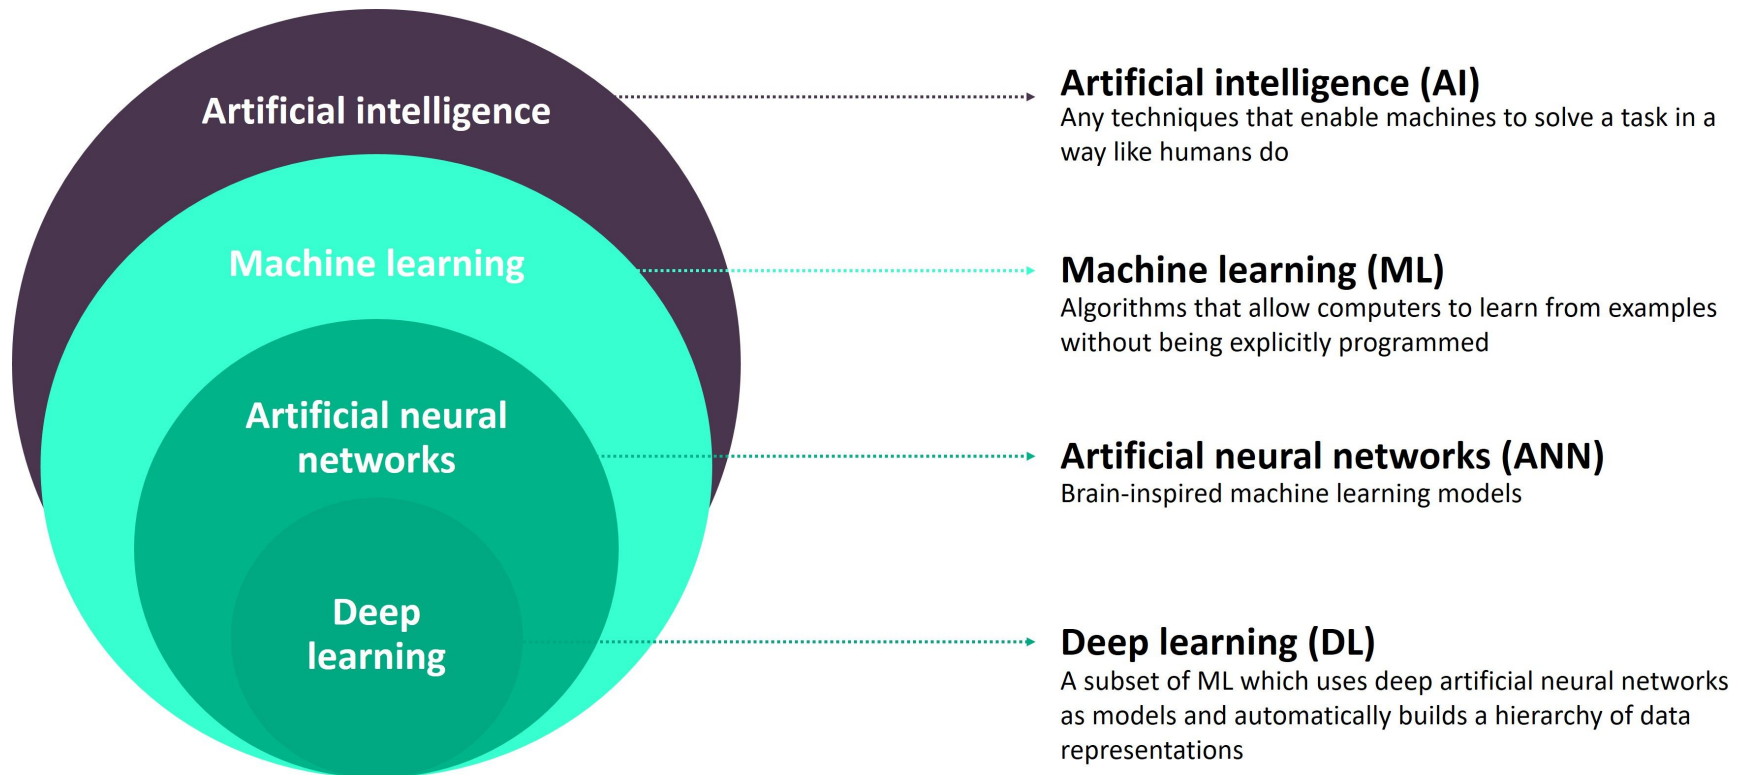 Artificial intelligence
Machine learning
Artificial neural
networks
Deep
learning
Artificial intelligence (AI)
Any techniques that enable machines to solve a task in a
way like humans do
Machine learning (ML)
Algorithms that allow computers to learn from examples
without being explicitly programmed
Artificial neural networks (ANN)
Brain-inspired machine learning models
Deep learning (DL)
A subset of ML which uses deep artificial neural networks
as models and automatically builds a hierarchy of data
representations